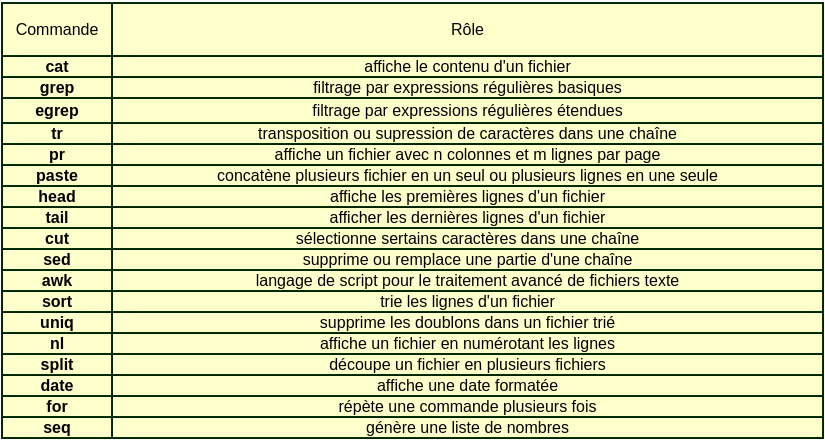 Commande Rôle
cat affiche le contenu d'un fichier
grep filtrage par expressions régulières basiques
egrep filtrage par expressions régulières étendues
tr transposition ou supression de caractères dans une chaîne
pr affiche un fichier avec n colonnes et m lignes par page
paste concatène plusieurs fichier en un seul ou plusieurs lignes en une seule
head affiche les premières lignes d'un fichier
tail afficher les dernières lignes d'un fichier
cut sélectionne sertains caractères dans une chaîne
sed supprime ou remplace une partie d'une chaîne
awk langage de script pour le traitement avancé de fichiers texte
sort trie les lignes d'un fichier
uniq supprime les doublons dans un fichier trié
nl affiche un fichier en numérotant les lignes
split découpe un fichier en plusieurs fichiers
date affiche une date formatée
for répète une commande plusieurs fois
seq génère une liste de nombres